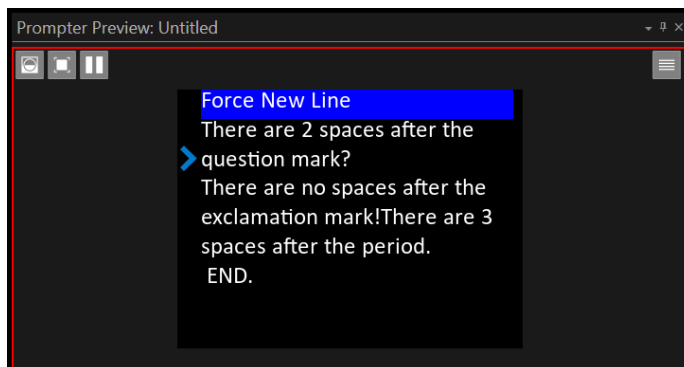 Prompter Preview: Untitled
Force New Line
There are 2 spaces after the
question mark?
There are no spaces after the
exclamation mark!There are 3
spaces after the period.
 END.